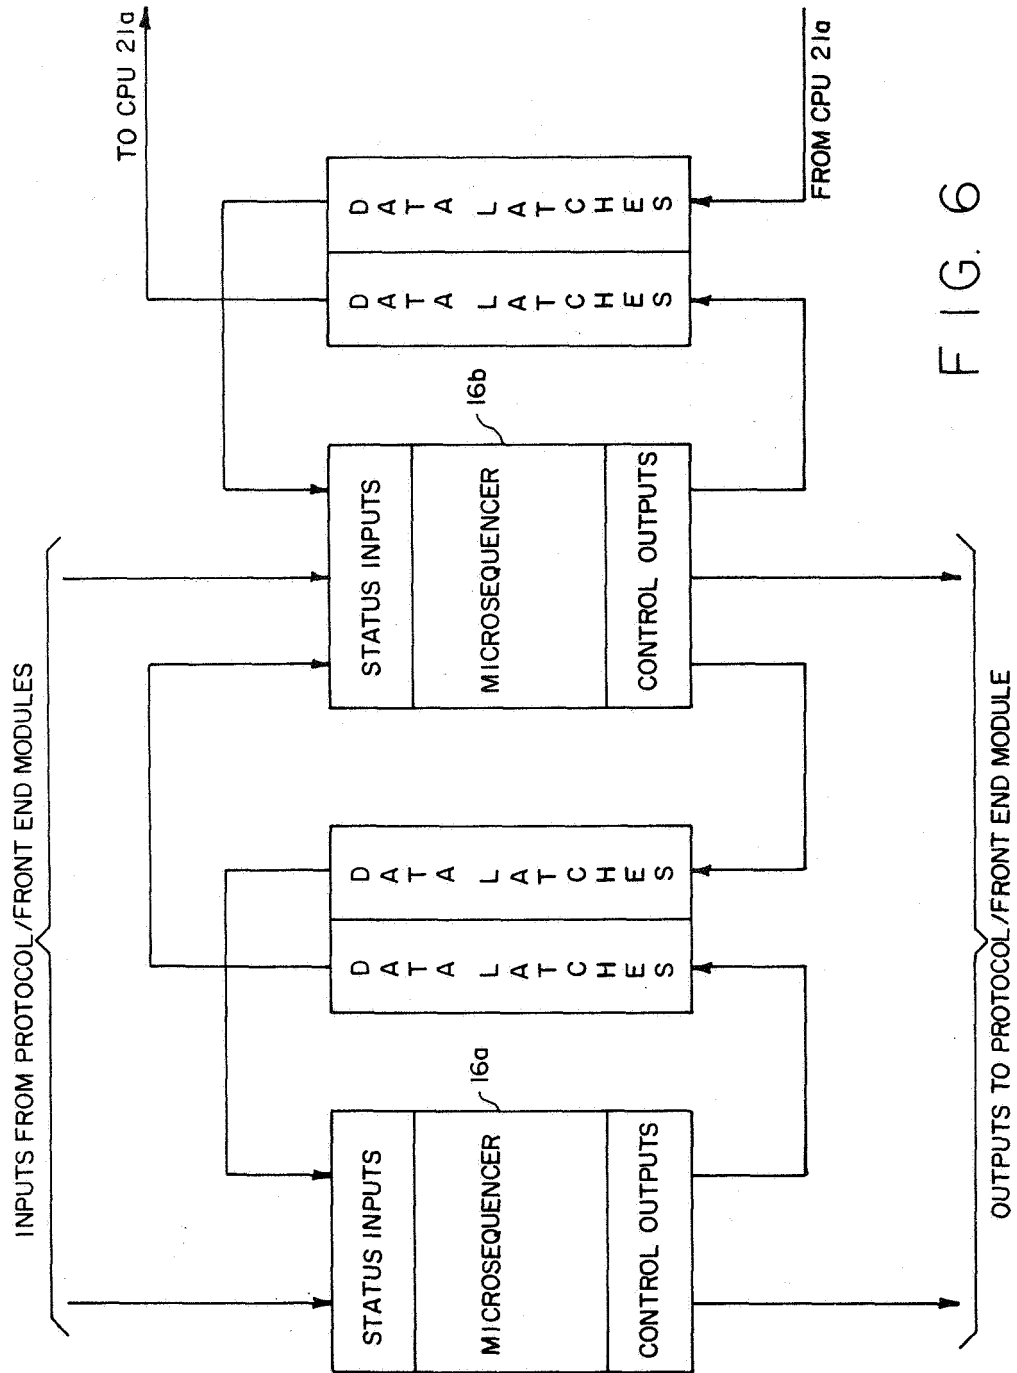 INPUTS FROM PROTOCOL/FRONT END MODULES
TO CPU 21a
16a
STATUS INPUTS
MICROSEQUENCER
CONTROL OUTPUTS
DATA LATCHES
DATA LATCHES
16b
STATUS INPUTS
MICROSEQUENCER
CONTROL OUTPUTS
DATA LATCHES
DATA LATCHES
FROM CPU 21a
OUTPUTS TO PROTOCOL/FRONT END MODULE
FIG. 6